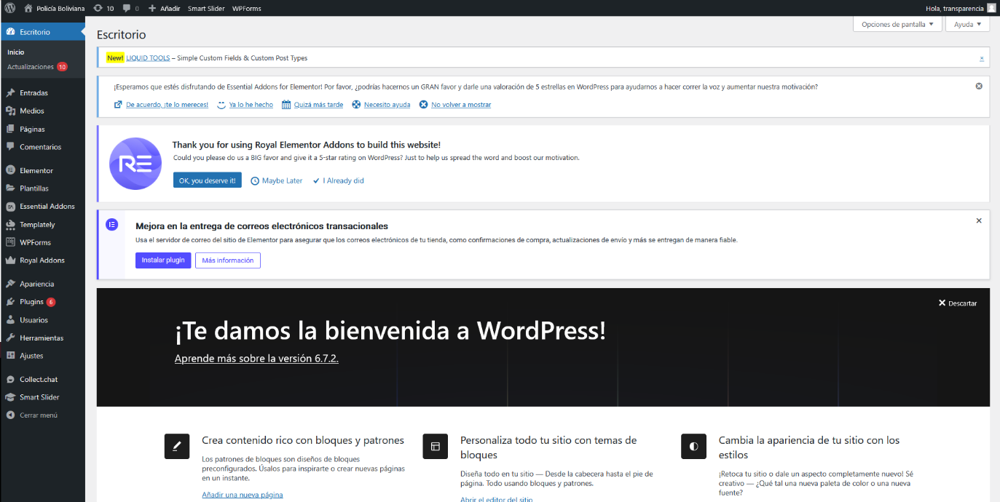 Policía Boliviana 10 0 Añadir Smart Slider WPForms Hola, transparencia
Opciones de pantalla ▼ Ayuda ▼
Escritorio
Inicio
Actualizaciones 10
Entradas
Medios
Páginas
Comentarios
Elementor
Plantillas
Essential Addons
Templately
WPForms
Royal Addons
Apariencia
Plugins 6
Usuarios
Herramientas
Ajustes
Collect.chat
Smart Slider
Cerrar menú
Escritorio
New! LIQUID TOOLS – Simple Custom Fields & Custom Post Types
¡Esperamos que estés disfrutando de Essential Addons for Elementor! Por favor, ¿podrías hacernos un GRAN favor y darle una valoración de 5 estrellas en WordPress para ayudarnos a hacer correr la voz y aumentar nuestra motivación?
De acuerdo, ¡te lo mereces! Ya lo he hecho Quizá más tarde Necesito ayuda No volver a mostrar
RE
Thank you for using Royal Elementor Addons to build this website!
Could you please do us a BIG favor and give it a 5-star rating on WordPress? Just to help us spread the word and boost our motivation.
OK, you deserve it! Maybe Later I Already did
Mejora en la entrega de correos electrónicos transacionales
Usa el servidor de correo del sitio de Elementor para asegurar que los correos electrónicos de tu tienda, como confirmaciones de compra, actualizaciones de envío y más se entregan de manera fiable.
Instalar plugin Más información
Descartar
¡Te damos la bienvenida a WordPress!
Aprende más sobre la versión 6.7.2.
Crea contenido rico con bloques y patrones
Los patrones de bloques son diseños de bloques
preconfigurados. Úsalos para inspirarte o crear nuevas páginas
en un instante.
Añadir una nueva página
Personaliza todo tu sitio con temas de
bloques
Diseña todo en tu sitio — Desde la cabecera hasta el pie de
página. Todo usando bloques y patrones.
Abrir el editor del sitio
Cambia la apariencia de tu sitio con los
estilos
¡Retoca tu sitio o dale un aspecto completamente nuevo! Sé
creativo — ¿Qué tal una nueva paleta de color o una nueva
fuente?